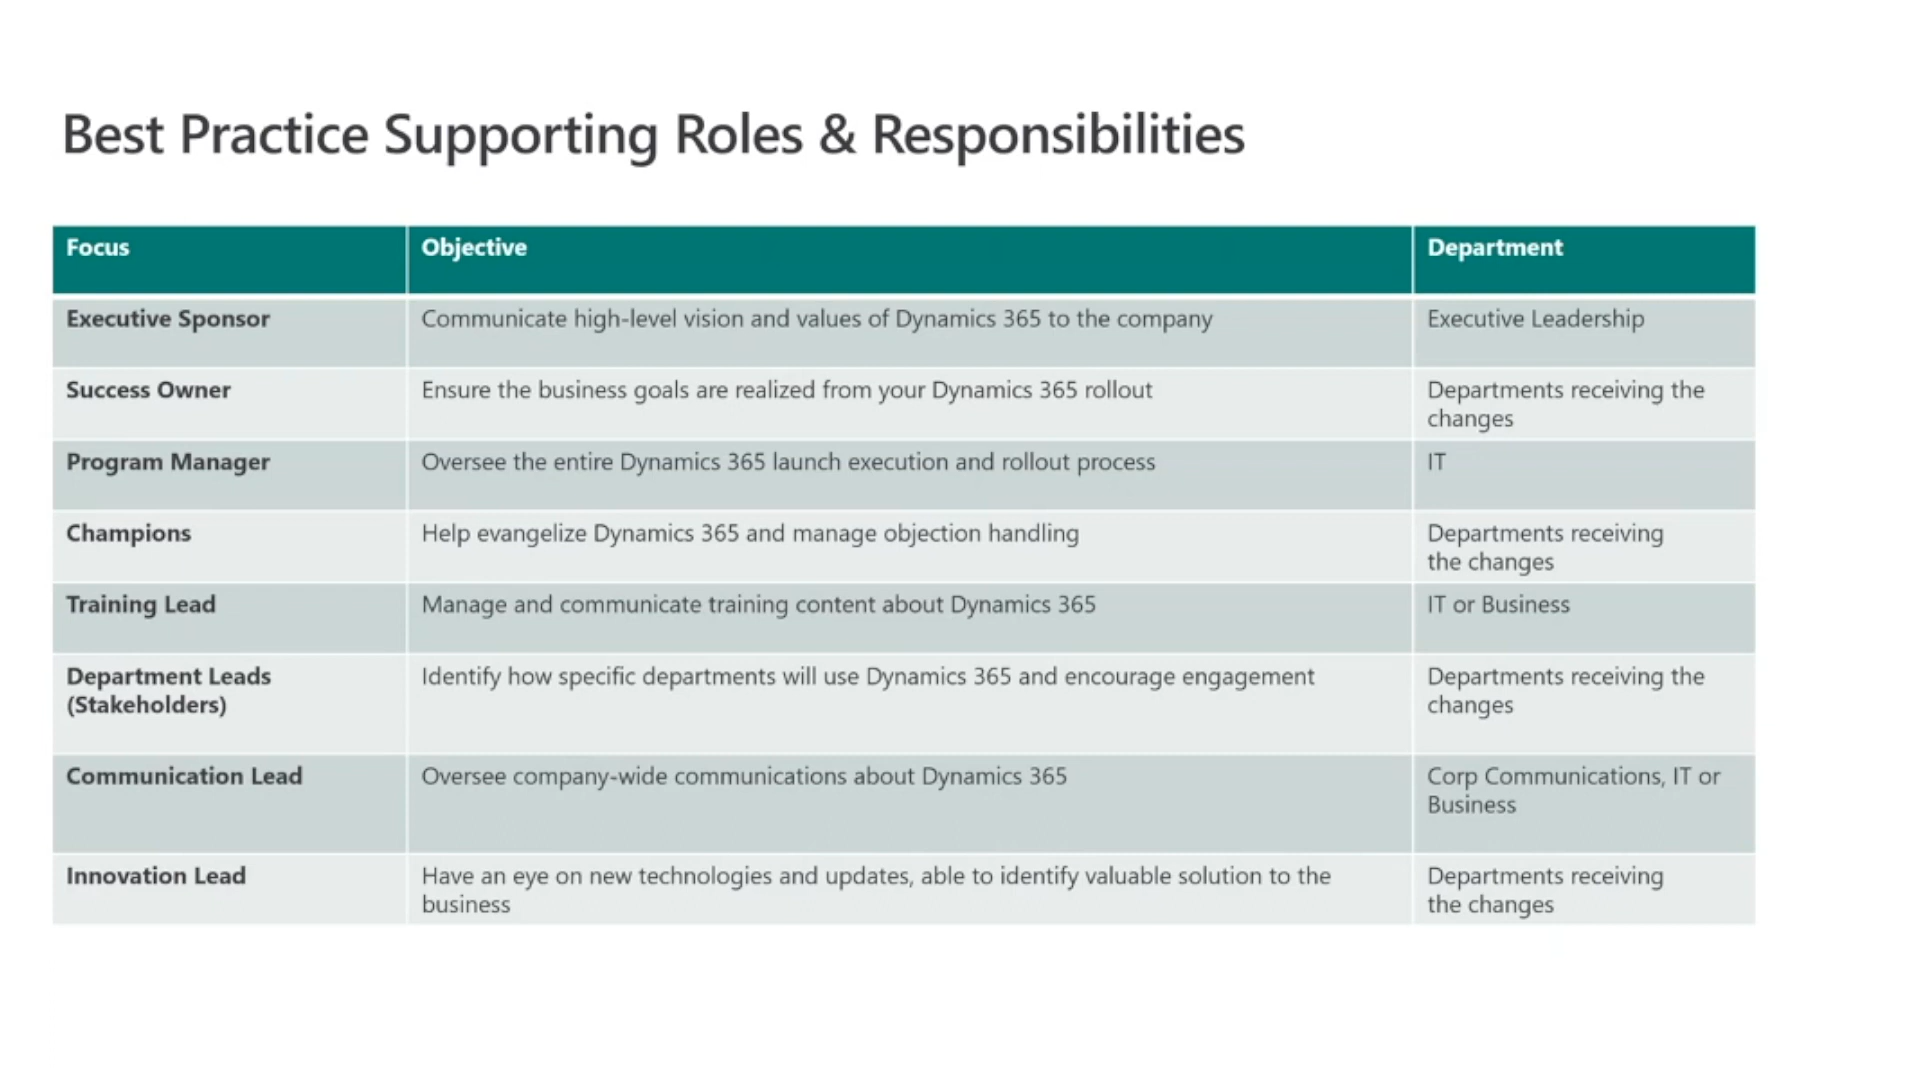 Best Practice Supporting Roles & Responsibilities
Focus Objective Department
Executive Sponsor Communicate high-level vision and values of Dynamics 365 to the company Executive Leadership
Success Owner Ensure the business goals are realized from your Dynamics 365 rollout Departments receiving the
changes
Program Manager Oversee the entire Dynamics 365 launch execution and rollout process IT
Champions Help evangelize Dynamics 365 and manage objection handling Departments receiving
the changes
Training Lead Manage and communicate training content about Dynamics 365 IT or Business
Department Leads Identify how specific departments will use Dynamics 365 and encourage engagement Departments receiving the
(Stakeholders) changes
Communication Lead Oversee company-wide communications about Dynamics 365 Corp Communications, IT or
Business
Innovation Lead Have an eye on new technologies and updates, able to identify valuable solution to the Departments receiving
business the changes